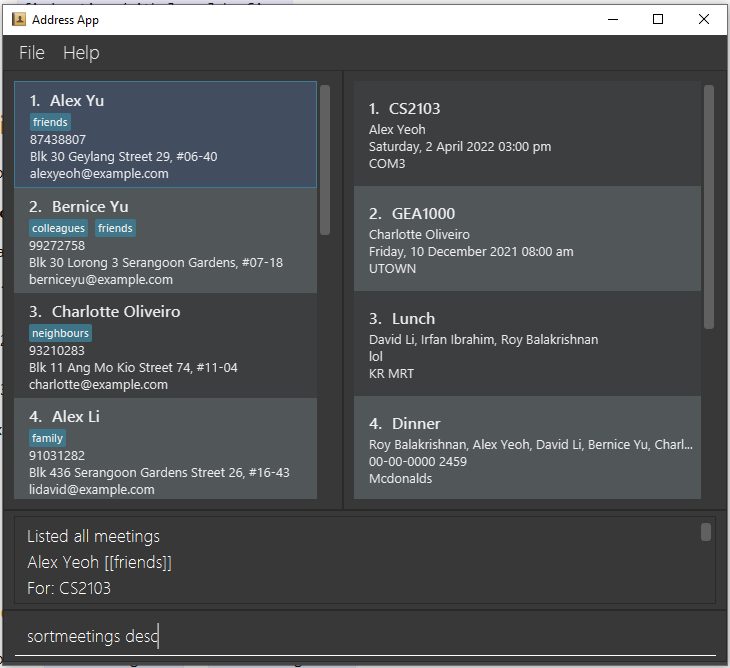 Address App
File Help
1. Alex Yu
friends
87438807
Blk 30 Geylang Street 29, #06-40
alexyeoh@example.com
2. Bernice Yu
colleagues friends
99272758
Blk 30 Lorong 3 Serangoon Gardens, #07-18
berniceyu@example.com
3. Charlotte Oliveiro
neighbours
93210283
Blk 11 Ang Mo Kio Street 74, #11-04
charlotte@example.com
4. Alex Li
family
91031282
Blk 436 Serangoon Gardens Street 26, #16-43
lidavid@example.com
1. CS2103
Alex Yeoh
Saturday, 2 April 2022 03:00 pm
COM3
2. GEA1000
Charlotte Oliveiro
Friday, 10 December 2021 08:00 am
UTOWN
3. Lunch
David Li, Irfan Ibrahim, Roy Balakrishnan
lol
KR MRT
4. Dinner
Roy Balakrishnan, Alex Yeoh, David Li, Bernice Yu, Charl...
00-00-0000 2459
Mcdonalds
Listed all meetings
Alex Yeoh [[friends]]
For: CS2103
sortmeetings desc